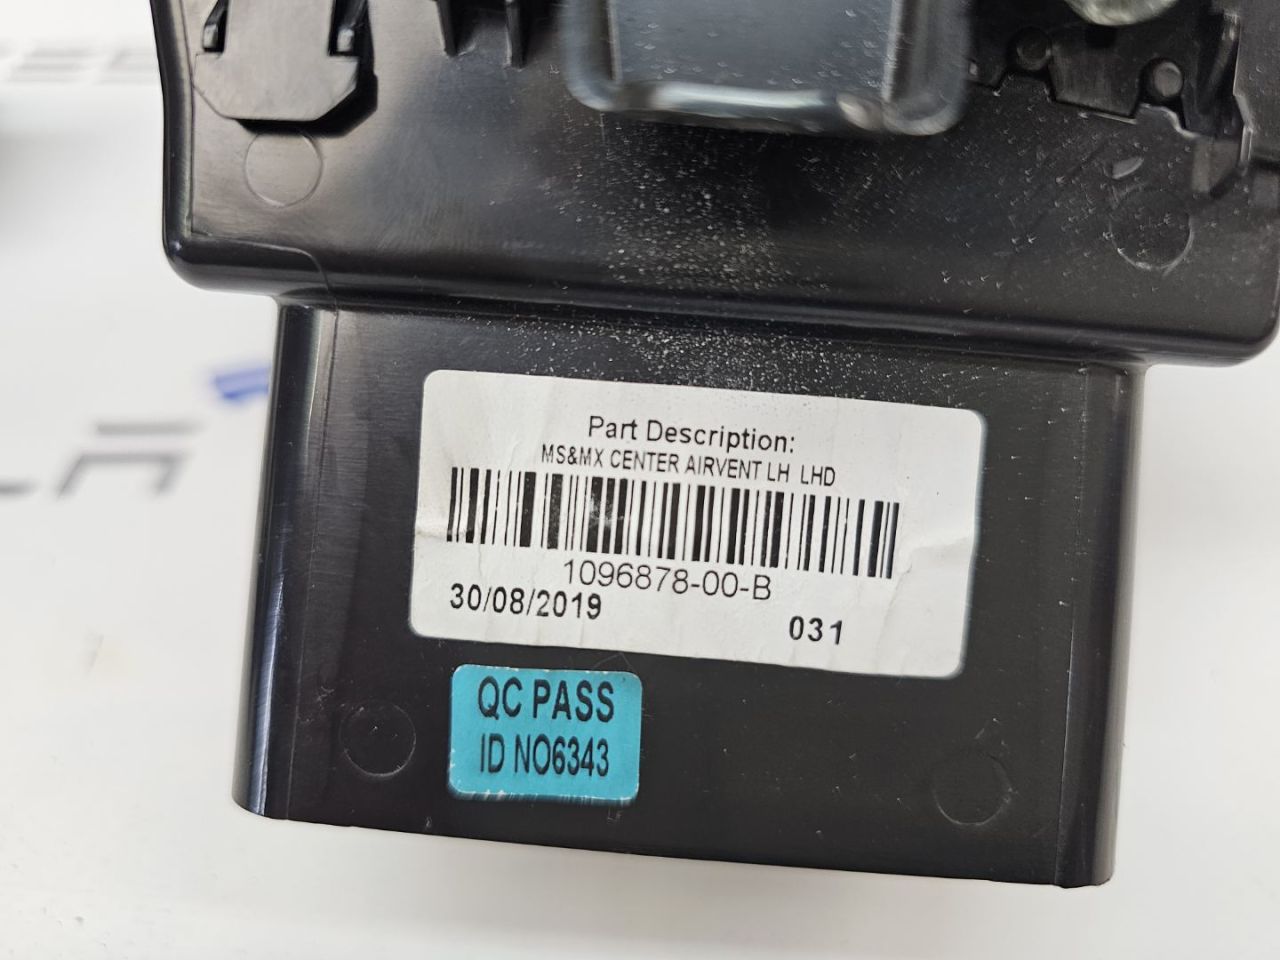 Part Description:
MS&MX CENTER AIRVENT LH LHD
1096878-00-B
30/08/2019
031
QC PASS
ID NO6343